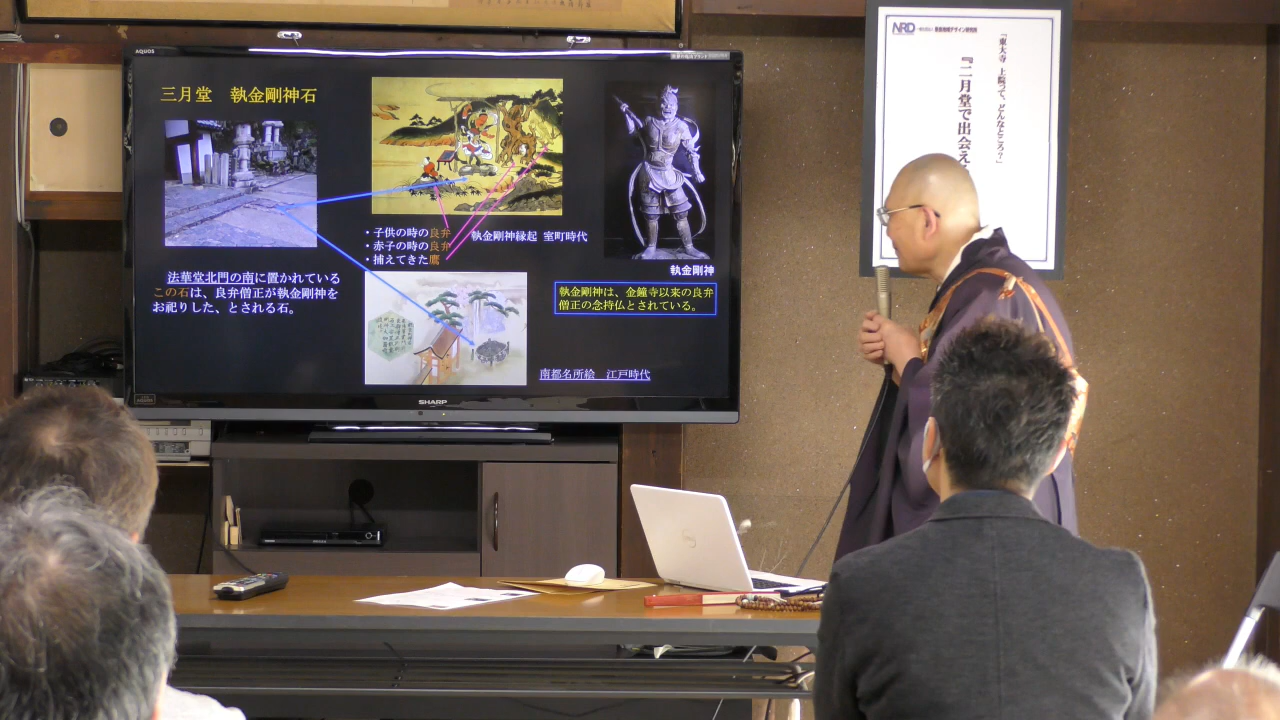 AQUOS
三月堂　執金剛神石
・子供の時の良弁
・赤子の時の良弁
・捕えてきた鷹
執金剛神縁起 室町時代
執金剛神
法華堂北門の南に置かれている
この石は、良弁僧正が執金剛神を
お祀りした、とされる石。
執金剛神は、金鐘寺以来の良弁
僧正の念持仏とされている。
南都名所絵　江戸時代
SHARP
NRD
『東大寺 上院って、どんなところ？』
『二月堂で出会え